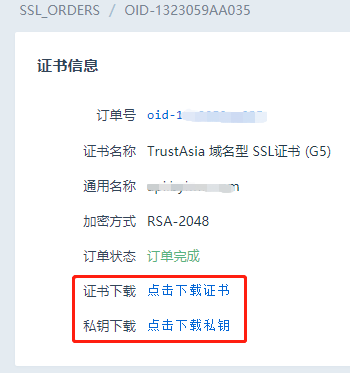 SSL_ORDERS / OID-1323059AA035
证书信息
订单号 oid-1
证书名称 TrustAsia 域名型 SSL证书 (G5)
通用名称
加密方式 RSA-2048
订单状态 订单完成
证书下载 点击下载证书
私钥下载 点击下载私钥